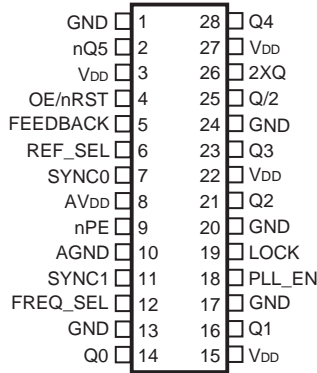 GND 1 28 Q4
nQ5 2 27 VDD
VDD 3 26 2XQ
OE/nRST 4 25 Q/2
FEEDBACK 5 24 GND
REF_SEL 6 23 Q3
SYNC0 7 22 VDD
AVDD 8 21 Q2
nPE 9 20 GND
AGND 10 19 LOCK
SYNC1 11 18 PLL_EN
FREQ_SEL 12 17 GND
GND 13 16 Q1
Q0 14 15 VDD